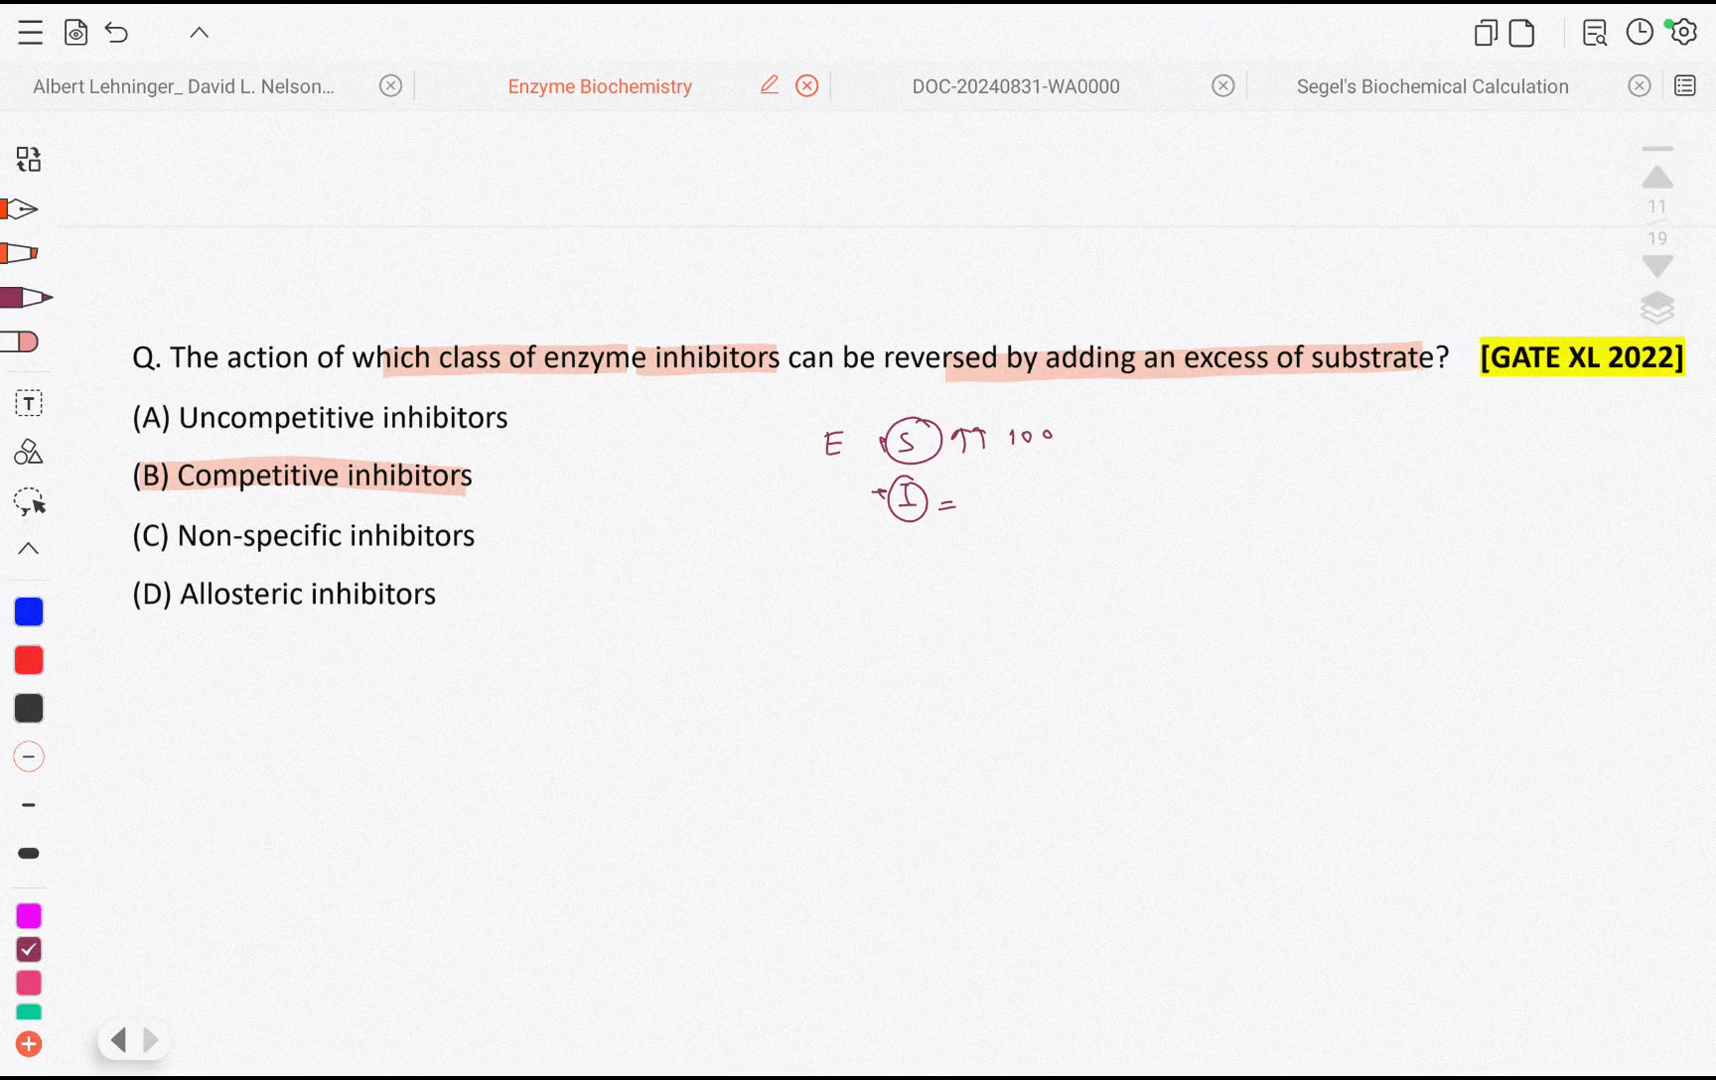 Albert Lehninger_ David L. Nelson... Enzyme Biochemistry DOC-20240831-WA0000 Segel's Biochemical Calculation
11
19
Q. The action of which class of enzyme inhibitors can be reversed by adding an excess of substrate? [GATE XL 2022]
(A) Uncompetitive inhibitors
E S ↑↑ 100
(B) Competitive inhibitors
I =
(C) Non-specific inhibitors
(D) Allosteric inhibitors
T